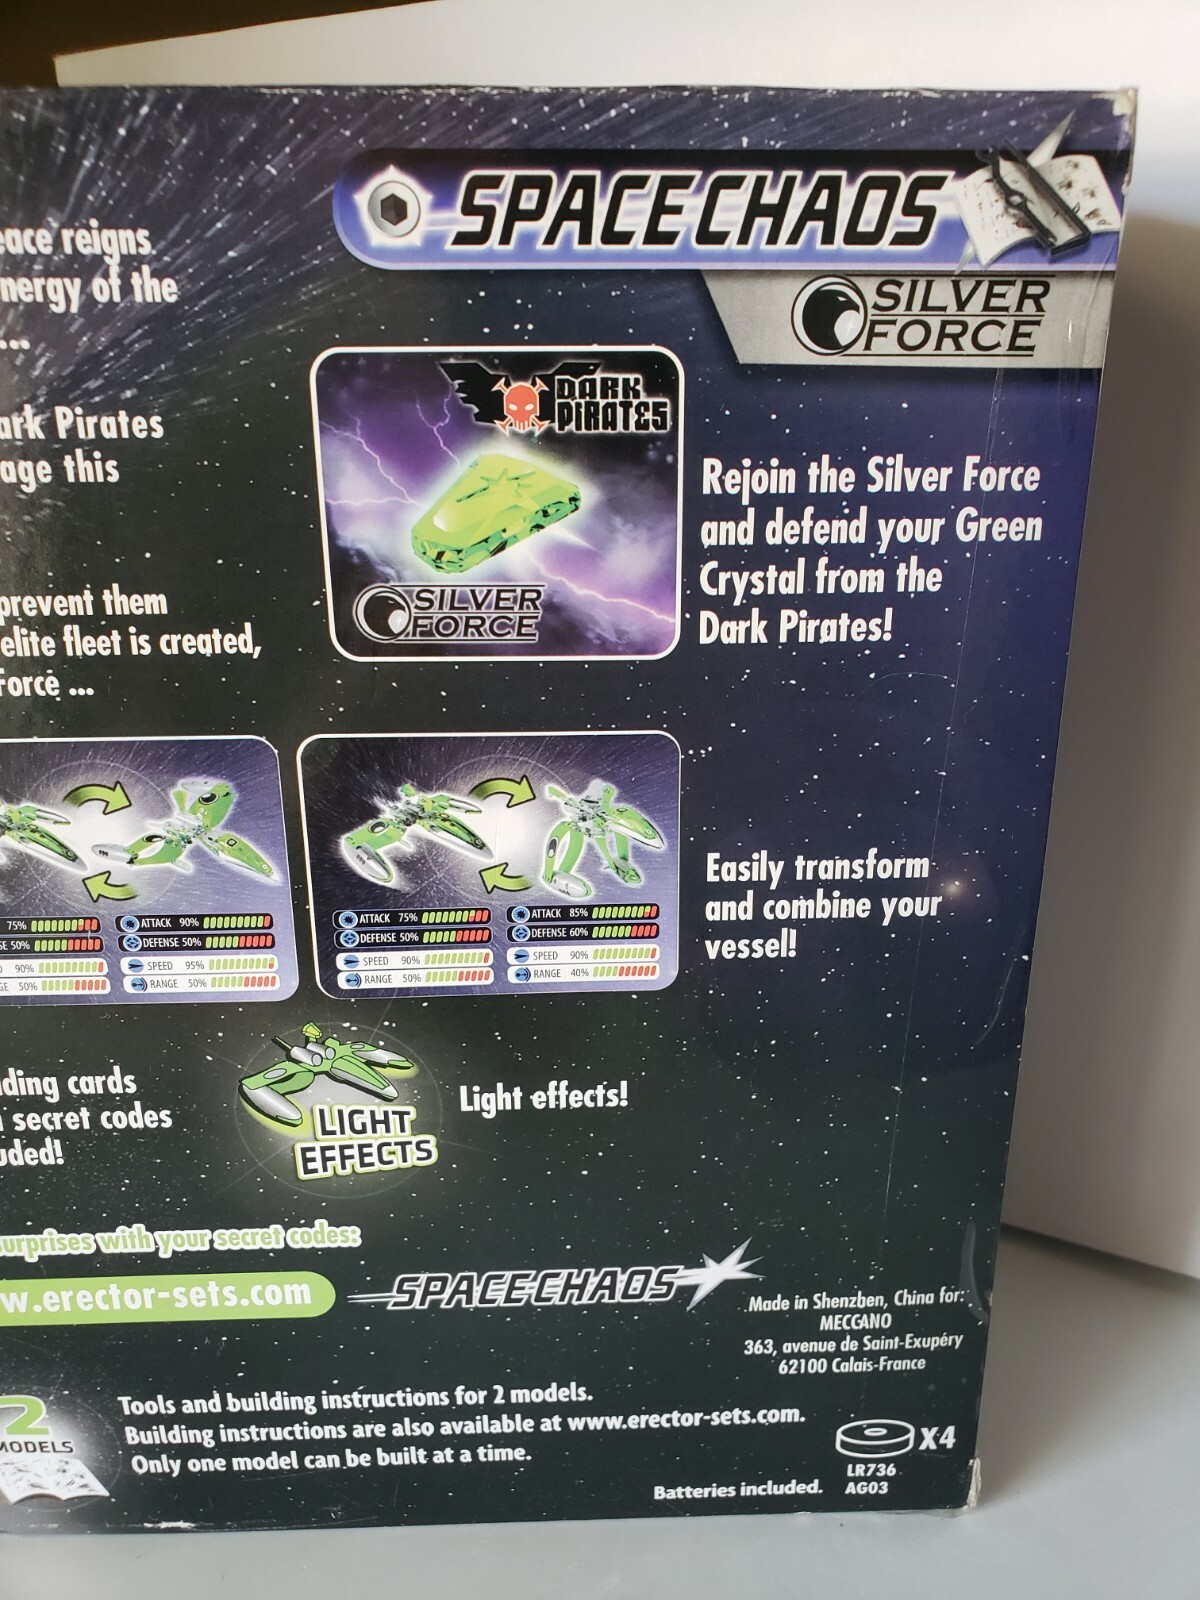 SPACECHAOS
SILVER
FORCE
eace reigns
nergy of the
...
DARK
PIRATES
ark Pirates
age this
Rejoin the Silver Force
and defend your Green
Crystal from the
Dark Pirates!
SILVER
FORCE
prevent them
elite fleet is created,
Force ...
75%
SE 50%
90%
GE 50%
ATTACK 90%
DEFENSE 50%
SPEED 95%
RANGE 50%
ATTACK 75%
DEFENSE 50%
SPEED 90%
RANGE 50%
ATTACK 85%
DEFENSE 60%
SPEED 90%
RANGE 40%
Easily transform
and combine your
vessel!
ding cards
secret codes
uded!
LIGHT
EFFECTS
Light effects!
surprises with your secret codes:
w.erector-sets.com
SPACECHAOS
Made in Shenzhen, China for:
MECCANO
363, avenue de Saint-Exupéry
62100 Calais-France
2
MODELS
Tools and building instructions for 2 models.
Building instructions are also available at www.erector-sets.com.
Only one model can be built at a time.
X4
LR736
AG03
Batteries included.